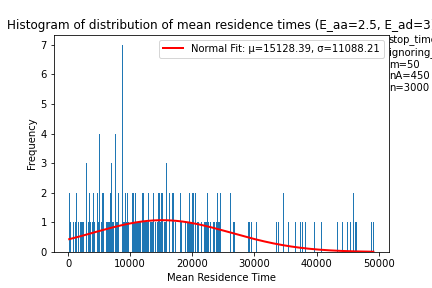 Histogram of distribution of mean residence times (E_aa=2.5, E_ad=3
stop_time
ignoring_
m=50
nA=450
n=3000
Normal Fit: μ=15128.39, σ=11088.21
7
6
5
4
3
2
1
0
Frequency
0 10000 20000 30000 40000 50000
Mean Residence Time